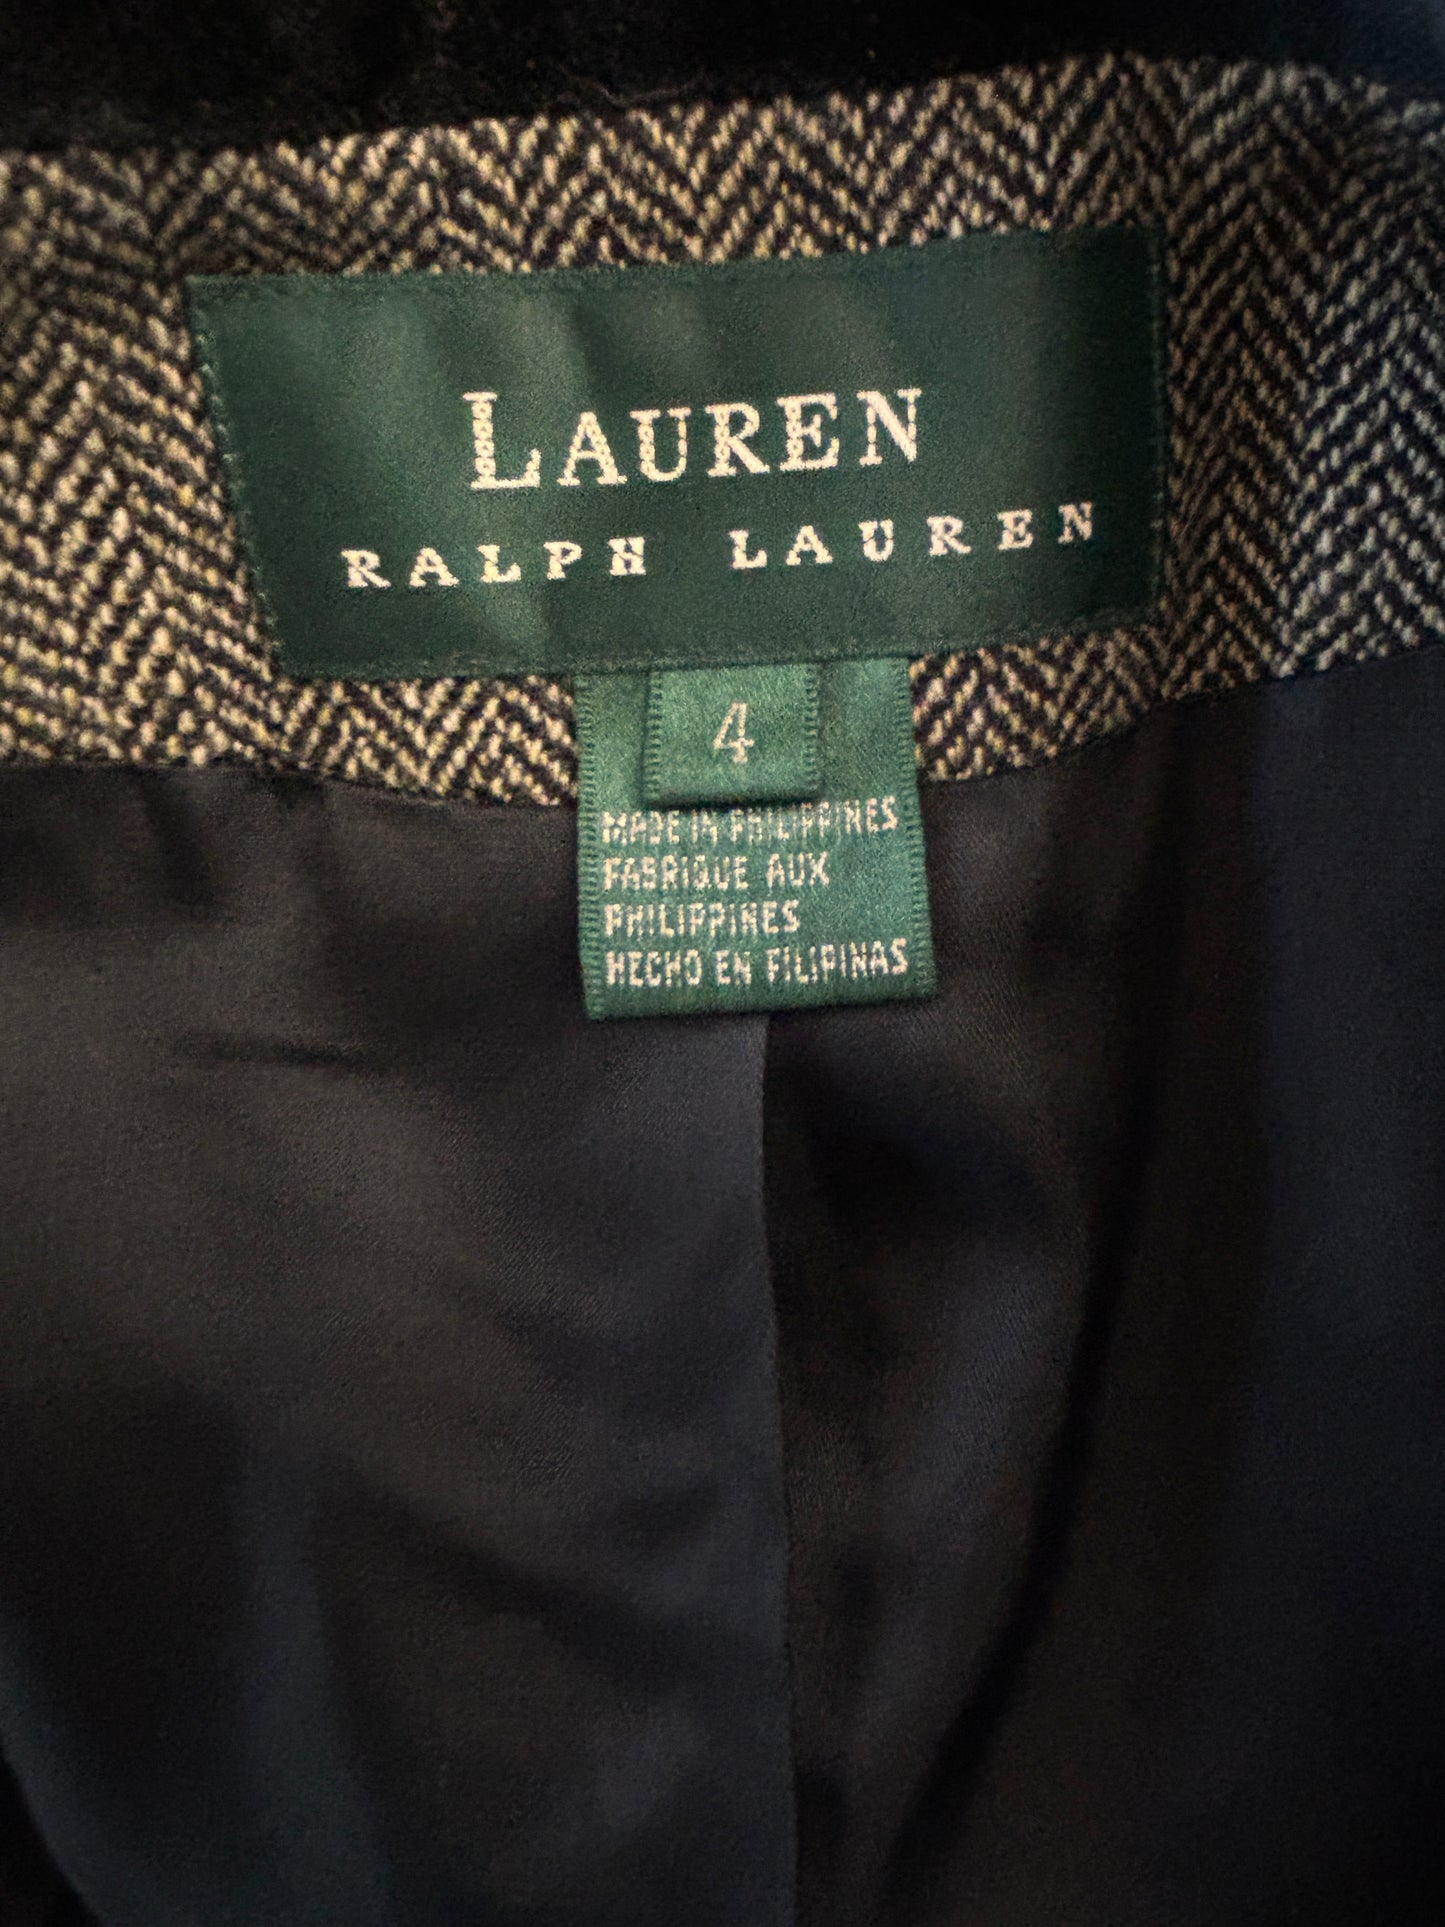 LAUREN
RALPH LAUREN
4
MADE IN PHILIPPINES
FABRIQUE AUX
PHILIPPINES
HECHO EN FILIPINAS